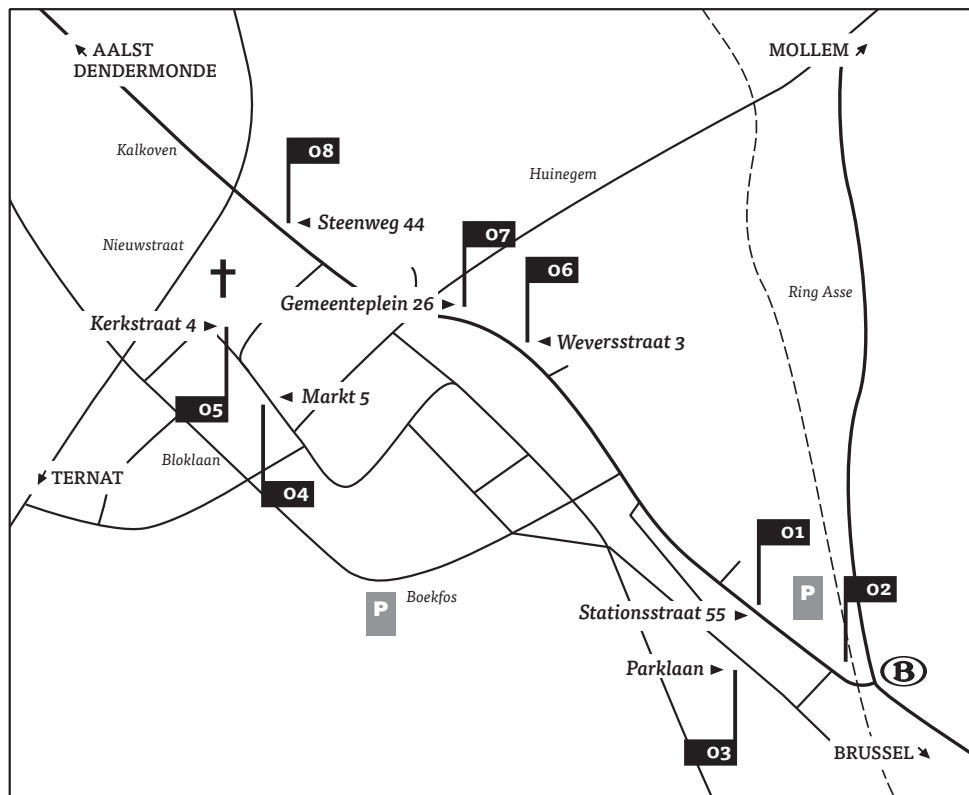 AALST
DENDERMONDE
MOLLEM
Kalkoven
08
Huinegem
Steenweg 44
07
Nieuwstraat
06
Gemeenteplein 26
Ring Asse
Kerkstraat 4
Weversstraat 3
Markt 5
05
Bloklaan
TERNAT
04
01
02
P
Boekfos
P
Stationsstraat 55
Parklaan
B
03
BRUSSEL